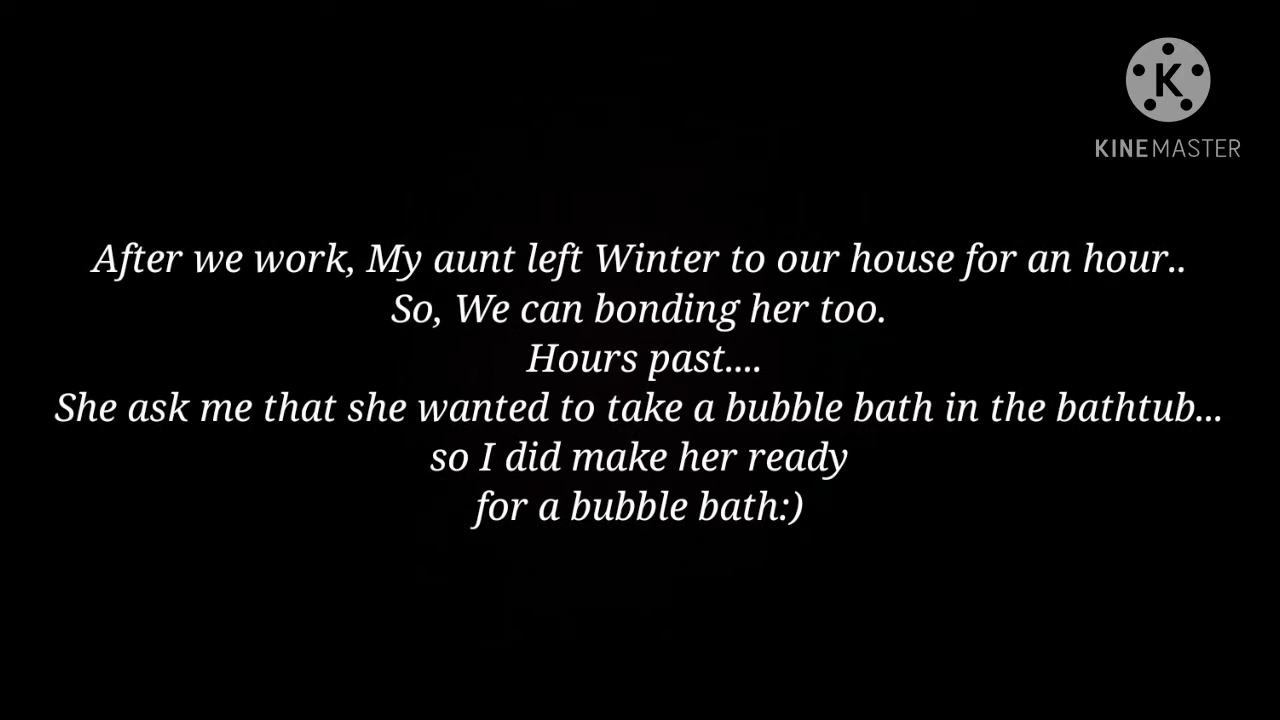 KINEMASTER
After we work, My aunt left Winter to our house for an hour..
So, We can bonding her too.
Hours past....
She ask me that she wanted to take a bubble bath in the bathtub...
so I did make her ready
for a bubble bath:)